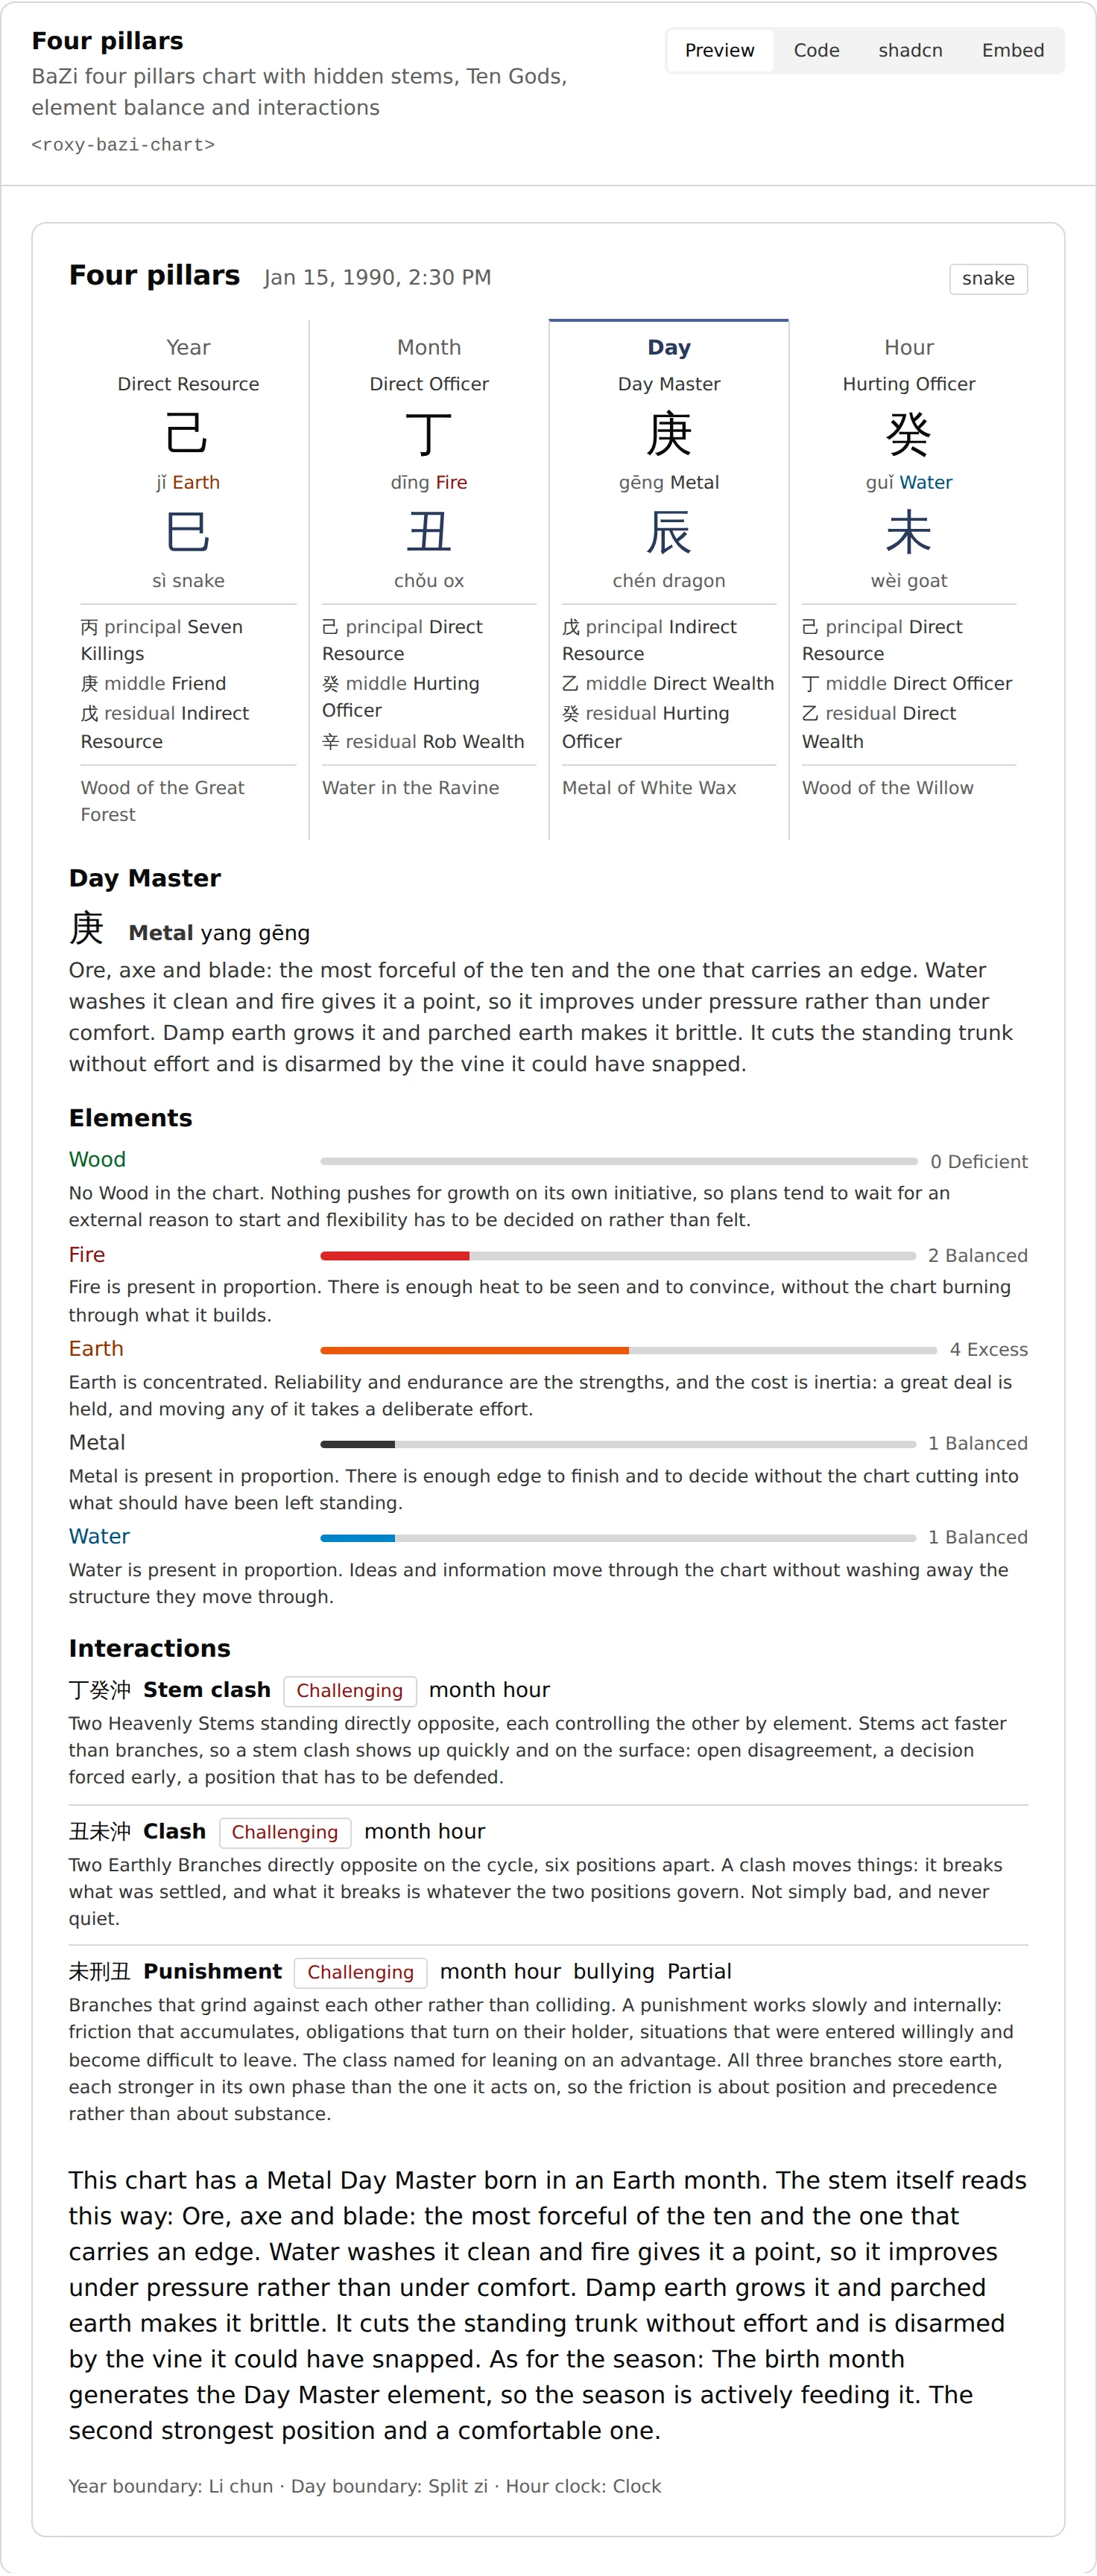 Four pillars
BaZi four pillars chart with hidden stems, Ten Gods,
element balance and interactions
<roxy-bazi-chart>
Preview
Code
shadcn
Embed
Four pillars
Jan 15, 1990, 2:30 PM
snake
Year
Direct Resource
己
jǐ Earth
巳
sì snake
丙 principal Seven
Killings
庚 middle Friend
戊 residual Indirect
Resource
Wood of the Great
Forest
Month
Direct Officer
丁
dīng Fire
丑
chǒu ox
己 principal Direct
Resource
癸 middle Hurting
Officer
辛 residual Rob Wealth
Water in the Ravine
Day
Day Master
庚
gēng Metal
辰
chén dragon
戊 principal Indirect
Resource
乙 middle Direct Wealth
癸 residual Hurting
Officer
Metal of White Wax
Hour
Hurting Officer
癸
guǐ Water
未
wèi goat
己 principal Direct
Resource
丁 middle Direct Officer
乙 residual Direct
Wealth
Wood of the Willow
Day Master
庚 Metal yang gēng
Ore, axe and blade: the most forceful of the ten and the one that carries an edge. Water
washes it clean and fire gives it a point, so it improves under pressure rather than under
comfort. Damp earth grows it and parched earth makes it brittle. It cuts the standing trunk
without effort and is disarmed by the vine it could have snapped.
Elements
Wood 0 Deficient
No Wood in the chart. Nothing pushes for growth on its own initiative, so plans tend to wait for an
external reason to start and flexibility has to be decided on rather than felt.
Fire 2 Balanced
Fire is present in proportion. There is enough heat to be seen and to convince, without the chart burning
through what it builds.
Earth 4 Excess
Earth is concentrated. Reliability and endurance are the strengths, and the cost is inertia: a great deal is
held, and moving any of it takes a deliberate effort.
Metal 1 Balanced
Metal is present in proportion. There is enough edge to finish and to decide without the chart cutting into
what should have been left standing.
Water 1 Balanced
Water is present in proportion. Ideas and information move through the chart without washing away the
structure they move through.
Interactions
丁癸沖 Stem clash Challenging month hour
Two Heavenly Stems standing directly opposite, each controlling the other by element. Stems act faster
than branches, so a stem clash shows up quickly and on the surface: open disagreement, a decision
forced early, a position that has to be defended.
丑未沖 Clash Challenging month hour
Two Earthly Branches directly opposite on the cycle, six positions apart. A clash moves things: it breaks
what was settled, and what it breaks is whatever the two positions govern. Not simply bad, and never
quiet.
未刑丑 Punishment Challenging month hour bullying Partial
Branches that grind against each other rather than colliding. A punishment works slowly and internally:
friction that accumulates, obligations that turn on their holder, situations that were entered willingly and
become difficult to leave. The class named for leaning on an advantage. All three branches store earth,
each stronger in its own phase than the one it acts on, so the friction is about position and precedence
rather than about substance.
This chart has a Metal Day Master born in an Earth month. The stem itself reads
this way: Ore, axe and blade: the most forceful of the ten and the one that
carries an edge. Water washes it clean and fire gives it a point, so it improves
under pressure rather than under comfort. Damp earth grows it and parched
earth makes it brittle. It cuts the standing trunk without effort and is disarmed
by the vine it could have snapped. As for the season: The birth month
generates the Day Master element, so the season is actively feeding it. The
second strongest position and a comfortable one.
Year boundary: Li chun · Day boundary: Split zi · Hour clock: Clock